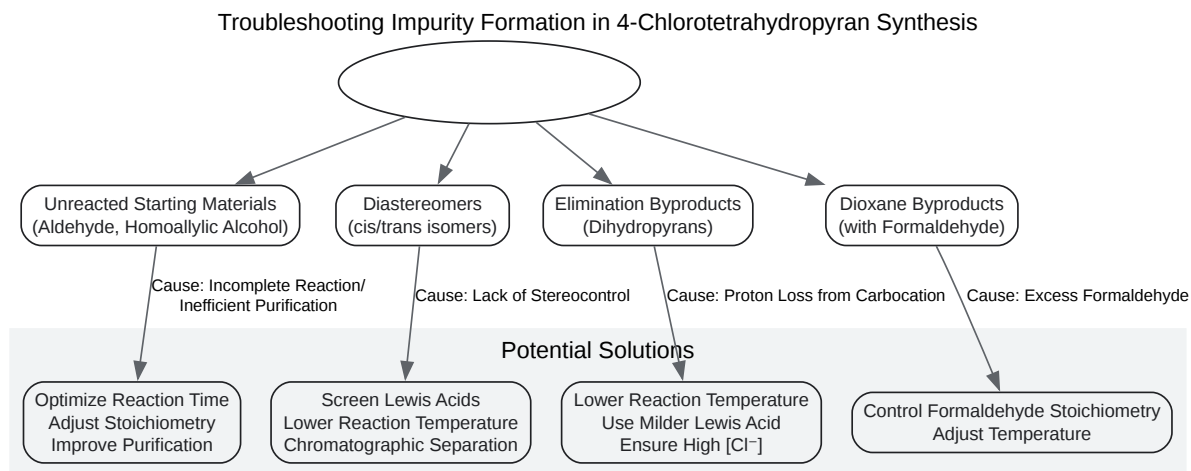 Troubleshooting Impurity Formation in 4-Chlorotetrahydropyran Synthesis
Unreacted Starting Materials
(Aldehyde, Homoallylic Alcohol)
Diastereomers
(cis/trans isomers)
Elimination Byproducts
(Dihydropyrans)
Dioxane Byproducts
(with Formaldehyde)
Cause: Incomplete Reaction/
Inefficient Purification
Cause: Lack of Stereocontrol
Cause: Proton Loss from Carbocation
Cause: Excess Formaldehyde
Potential Solutions
Optimize Reaction Time
Adjust Stoichiometry
Improve Purification
Screen Lewis Acids
Lower Reaction Temperature
Chromatographic Separation
Lower Reaction Temperature
Use Milder Lewis Acid
Ensure High [Cl⁻]
Control Formaldehyde Stoichiometry
Adjust Temperature